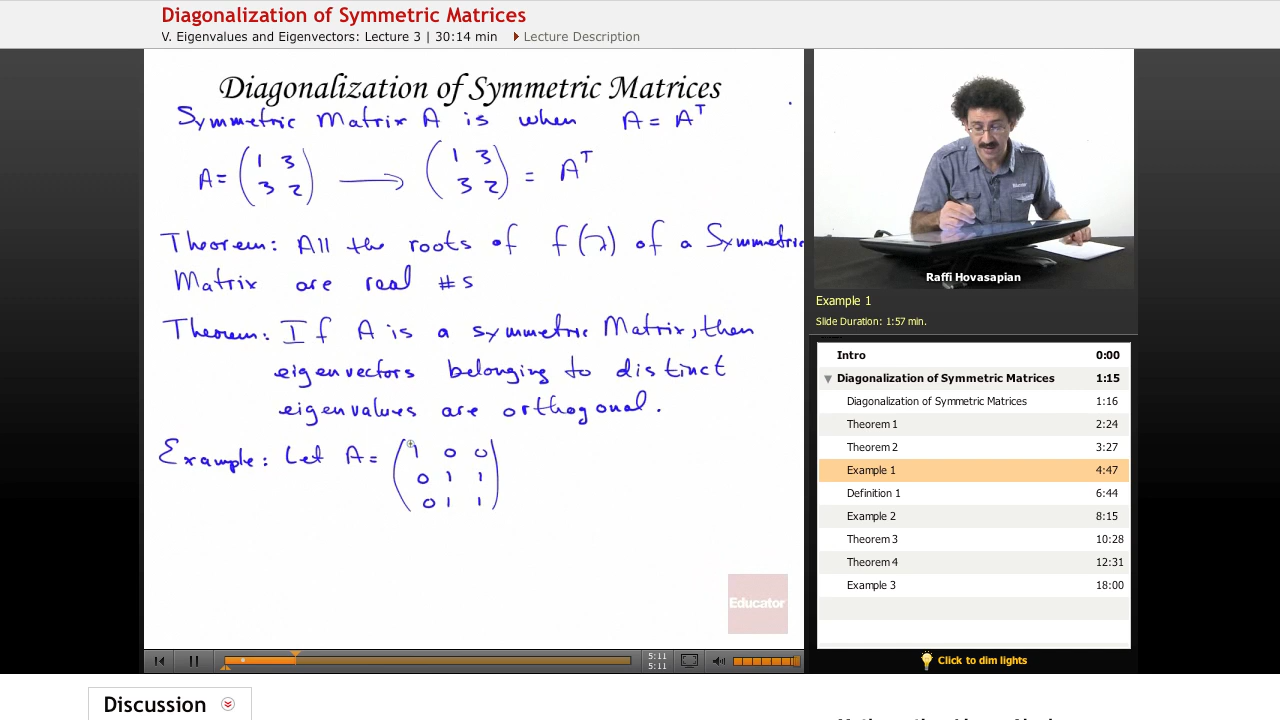 Diagonalization of Symmetric Matrices
V. Eigenvalues and Eigenvectors: Lecture 3 | 30:14 min Lecture Description
Diagonalization of Symmetric Matrices
Symmetric Matrix A is when A = A^T
A = (1 3 → (1 3 = A^T
3 2) 3 2)
Theorem: All the roots of f(λ) of a Symmetric
Matrix are real #s
Theorem: If A is a symmetric Matrix, then
eigenvectors belonging to distinct
eigenvalues are orthogonal.
Example: Let A = (1 0 0
0 1 1
0 1 1)
Educator
5:11
5:11
Raffi Hovasapian
Example 1
Slide Duration: 1:57 min.
Intro 0:00
Diagonalization of Symmetric Matrices 1:15
Diagonalization of Symmetric Matrices 1:16
Theorem 1 2:24
Theorem 2 3:27
Example 1 4:47
Definition 1 6:44
Example 2 8:15
Theorem 3 10:28
Theorem 4 12:31
Example 3 18:00
Click to dim lights
Discussion